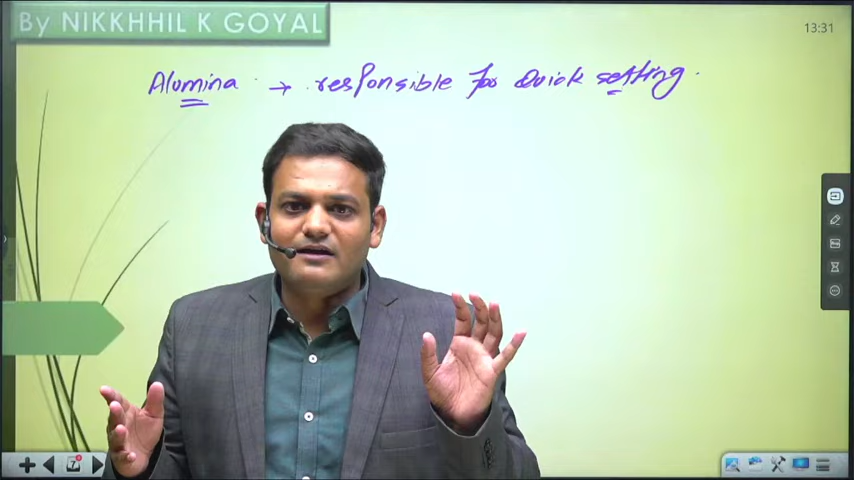 By NIKKHHIL K GOYAL
13:31
Alumina → responsible for Quick setting